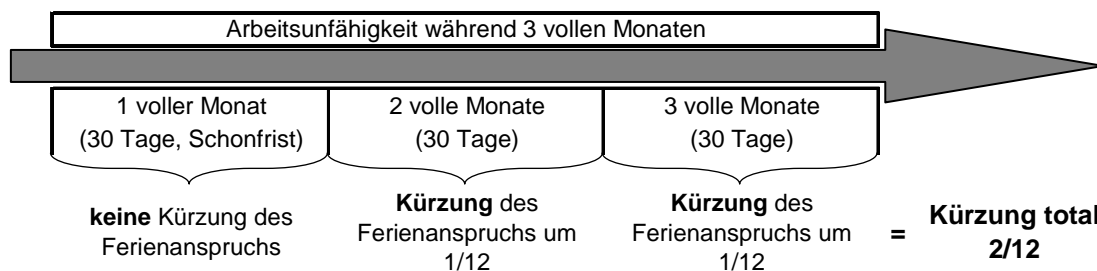 Arbeitsunfähigkeit während 3 vollen Monaten
1 voller Monat
(30 Tage, Schonfrist)
2 volle Monate
(30 Tage)
3 volle Monate
(30 Tage)
keine Kürzung des
Ferienanspruchs
Kürzung des
Ferienanspruchs um
1/12
Kürzung des
Ferienanspruchs um
1/12
=
Kürzung total
2/12